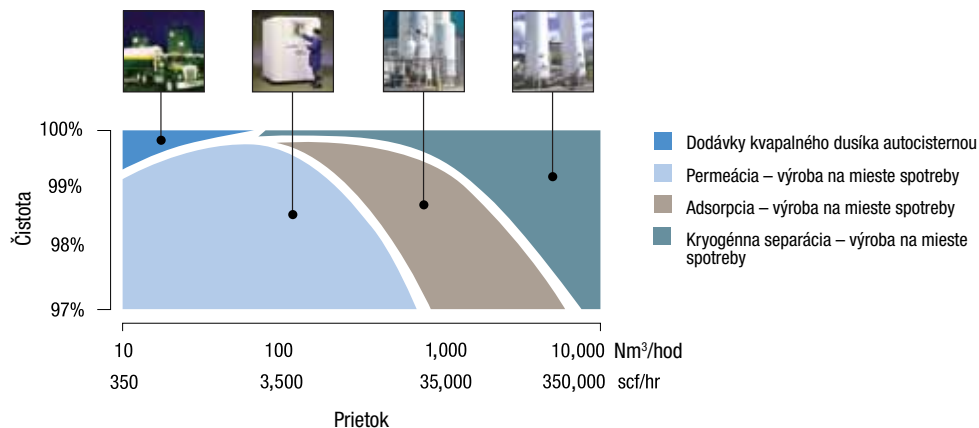 100%
99%
98%
97%
Čistota
10
100
1,000
10,000
Nm³/hod
350
3,500
35,000
350,000
scf/hr
Prietok
Dodávky kvapalného dusíka autocisternou
Permeácia – výroba na mieste spotreby
Adsorpcia – výroba na mieste spotreby
Kryogénna separácia – výroba na mieste
spotreby